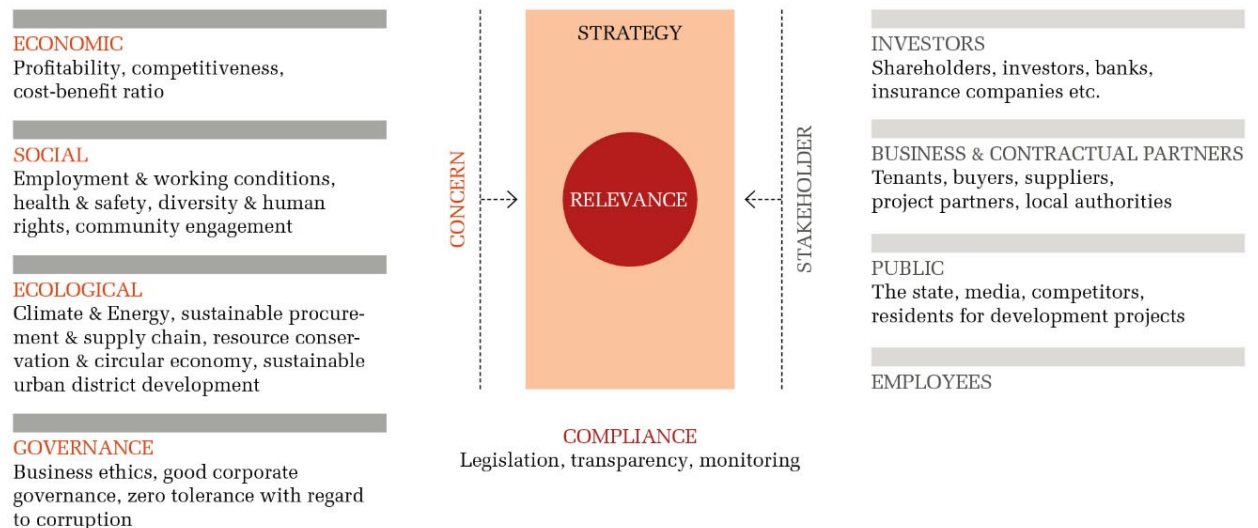 ECONOMIC
Profitability, competitiveness,
cost-benefit ratio
SOCIAL
Employment & working conditions,
health & safety, diversity & human
rights, community engagement
ECOLOGICAL
Climate & Energy, sustainable procure-
ment & supply chain, resource conser-
vation & circular economy, sustainable
urban district development
GOVERNANCE
Business ethics, good corporate
governance, zero tolerance with regard
to corruption
CONCERN
STRATEGY
RELEVANCE
STAKEHOLDER
COMPLIANCE
Legislation, transparency, monitoring
INVESTORS
Shareholders, investors, banks,
insurance companies etc.
BUSINESS & CONTRACTUAL PARTNERS
Tenants, buyers, suppliers,
project partners, local authorities
PUBLIC
The state, media, competitors,
residents for development projects
EMPLOYEES